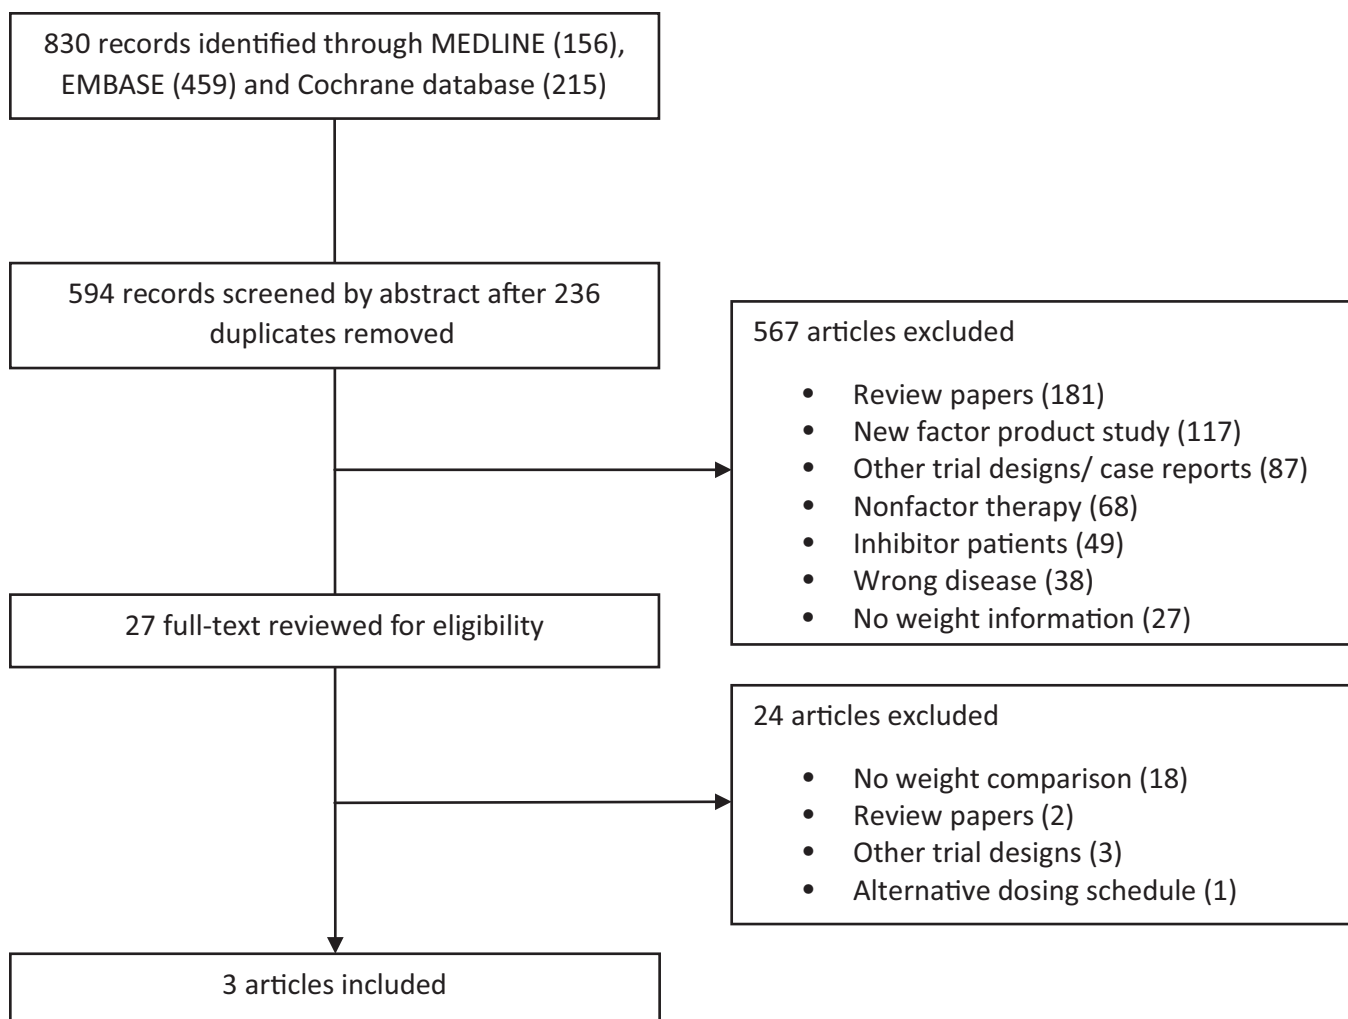 830 records identified through MEDLINE (156),
EMBASE (459) and Cochrane database (215)
594 records screened by abstract after 236
duplicates removed
567 articles excluded
• Review papers (181)
• New factor product study (117)
• Other trial designs/ case reports (87)
• Nonfactor therapy (68)
• Inhibitor patients (49)
• Wrong disease (38)
• No weight information (27)
27 full-text reviewed for eligibility
24 articles excluded
• No weight comparison (18)
• Review papers (2)
• Other trial designs (3)
• Alternative dosing schedule (1)
3 articles included